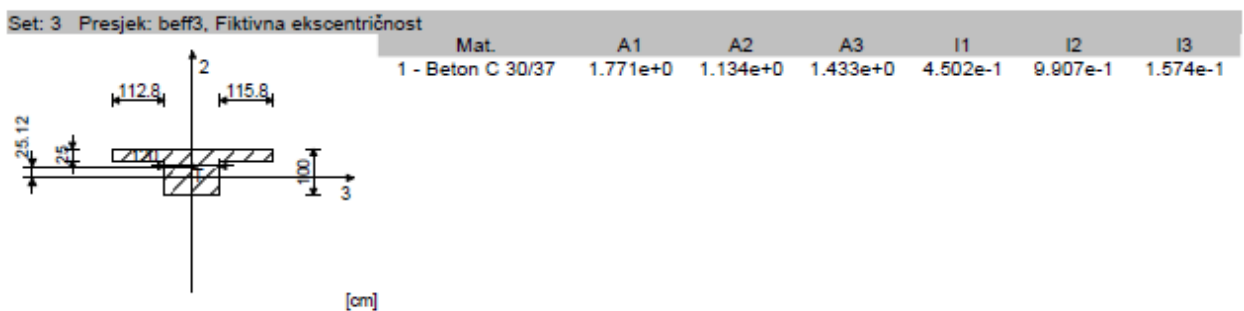 Set: 3 Presjek: beff3, Fiktivna ekscentričnost
Mat. A1 A2 A3 I1 I2 I3
1 - Beton C 30/37 1.771e+0 1.134e+0 1.433e+0 4.502e-1 9.907e-1 1.574e-1
2
112.8 115.8
25.12
25
120
T
100
3
[cm]